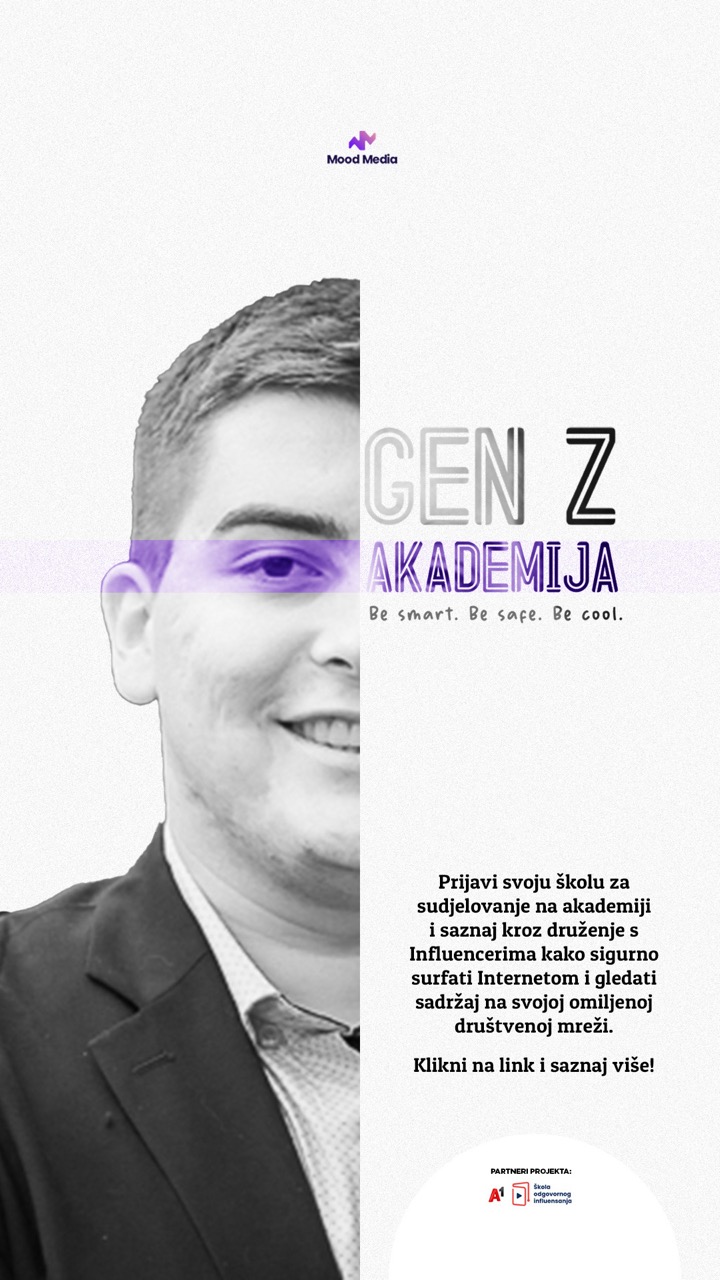 Mood Media
GEN Z
AKADEMIJA
Be smart. Be safe. Be cool.
Prijavi svoju školu za
sudjelovanje na akademiji
i saznaj kroz druženje s
Influencerima kako sigurno
surfati Internetom i gledati
sadržaj na svojoj omiljenoj
društvenoj mreži.
Klikni na link i saznaj više!
PARTNERI PROJEKTA:
A1
Škola
odgovornog
influensanja